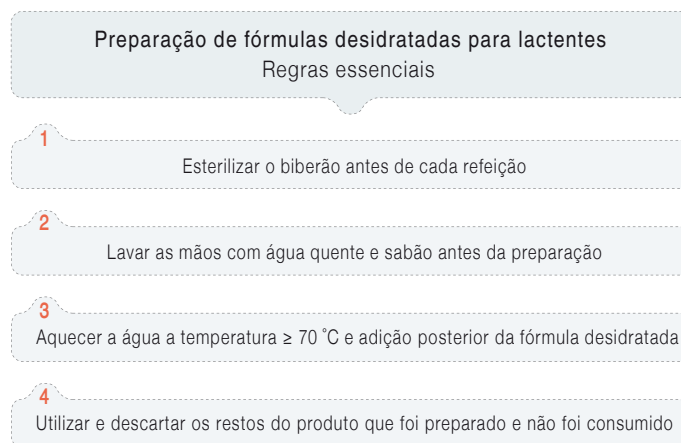 Preparação de fórmulas desidratadas para lactentes
Regras essenciais
1
Esterilizar o biberão antes de cada refeição
2
Lavar as mãos com água quente e sabão antes da preparação
3
Aquecer a água a temperatura ≥ 70 ˚C e adição posterior da fórmula desidratada
4
Utilizar e descartar os restos do produto que foi preparado e não foi consumido